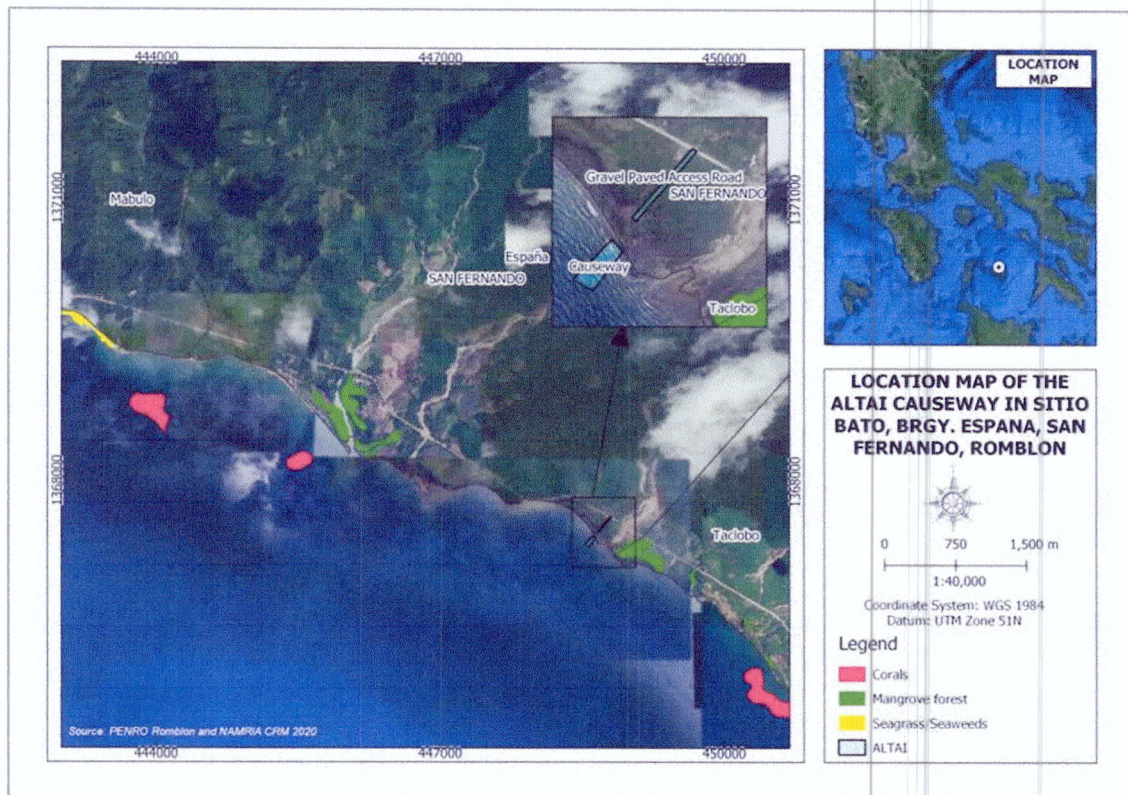 444000
447000
450000
1371000
1371000
1368000
1368000
Mabulo
España
SAN FERNANDO
Gravel Paved Access Road
SAN FERNANDO
Causeway
Taclobo
Taclobo
Source: PENRO Romblon and NAMRIA CRM 2020
444000
447000
450000
LOCATION
MAP
LOCATION MAP OF THE
ALTAI CAUSEWAY IN SITIO
BATO, BRGY. ESPANA, SAN
FERNANDO, ROMBLON
0 750 1,500 m
1:40,000
Coordinate System: WGS 1984
Datum: UTM Zone 51N
Legend
Corals
Mangrove forest
Seagrass/Seaweeds
ALTAI